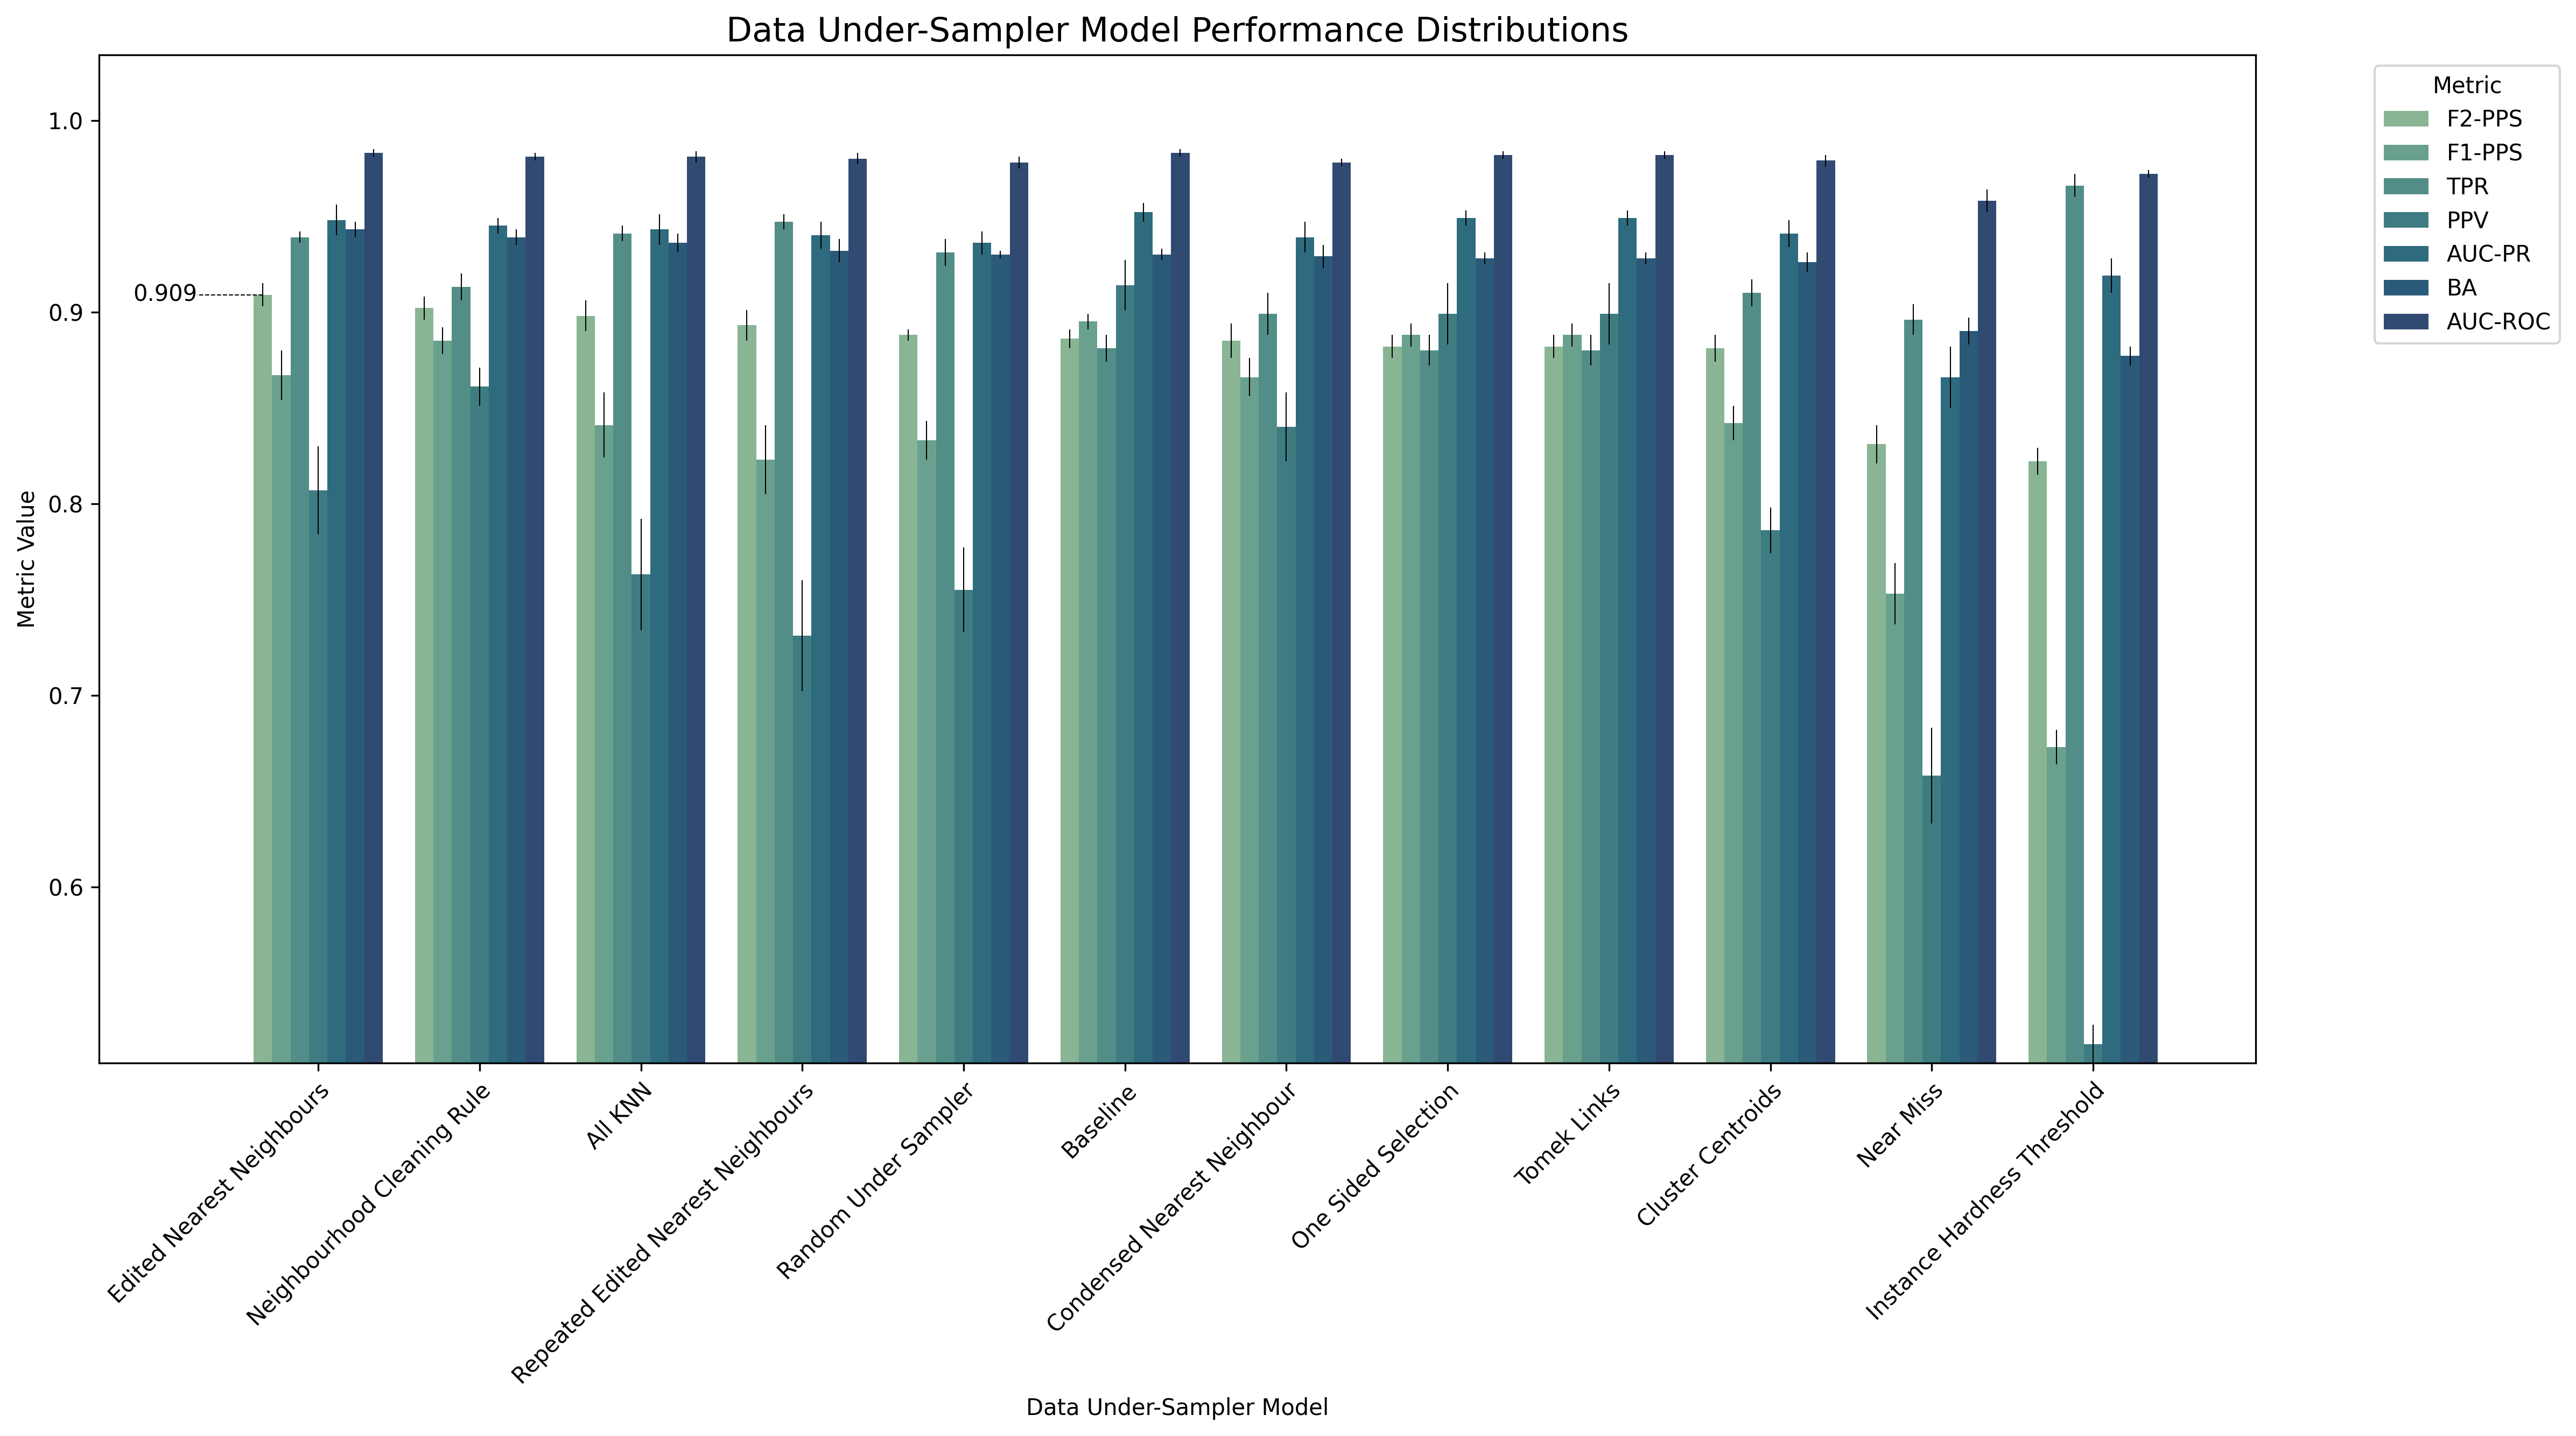 Data Under-Sampler Model Performance Distributions
Metric
F2-PPS
F1-PPS
TPR
PPV
AUC-PR
BA
AUC-ROC
Metric Value
1.0
0.9
0.8
0.7
0.6
0.909
Edited Nearest Neighbours
Neighbourhood Cleaning Rule
All KNN
Repeated Edited Nearest Neighbours
Random Under Sampler
Baseline
Condensed Nearest Neighbour
One Sided Selection
Tomek Links
Cluster Centroids
Near Miss
Instance Hardness Threshold
Data Under-Sampler Model